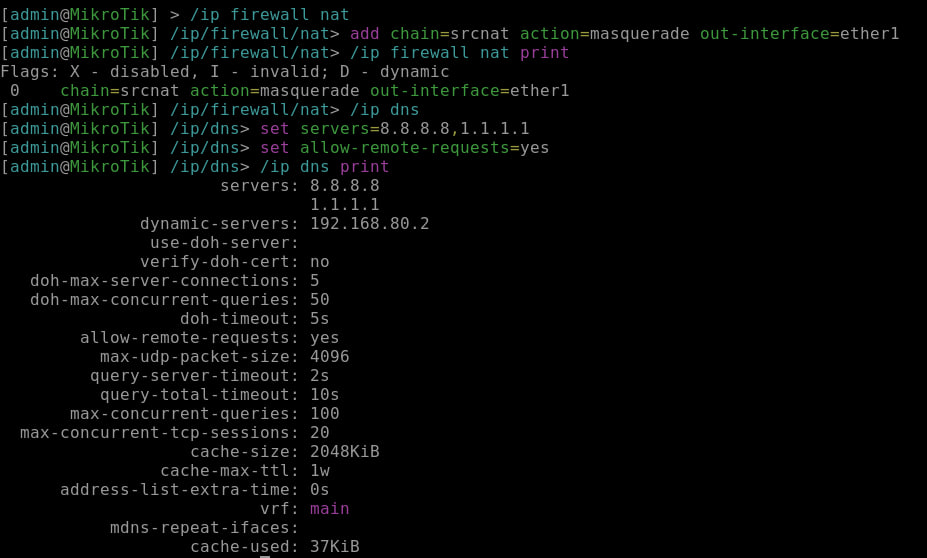 [admin@MikroTik] > /ip firewall nat
[admin@MikroTik] /ip/firewall/nat> add chain=srcnat action=masquerade out-interface=ether1
[admin@MikroTik] /ip/firewall/nat> /ip firewall nat print
Flags: X - disabled, I - invalid; D - dynamic
 0    chain=srcnat action=masquerade out-interface=ether1
[admin@MikroTik] /ip/firewall/nat> /ip dns
[admin@MikroTik] /ip/dns> set servers=8.8.8.8,1.1.1.1
[admin@MikroTik] /ip/dns> set allow-remote-requests=yes
[admin@MikroTik] /ip/dns> /ip dns print
                      servers: 8.8.8.8
                               1.1.1.1
              dynamic-servers: 192.168.80.2
               use-doh-server:
              verify-doh-cert: no
   doh-max-server-connections: 5
   doh-max-concurrent-queries: 50
                  doh-timeout: 5s
        allow-remote-requests: yes
          max-udp-packet-size: 4096
         query-server-timeout: 2s
          query-total-timeout: 10s
       max-concurrent-queries: 100
  max-concurrent-tcp-sessions: 20
                   cache-size: 2048KiB
                cache-max-ttl: 1w
      address-list-extra-time: 0s
                          vrf: main
           mdns-repeat-ifaces:
                   cache-used: 37KiB